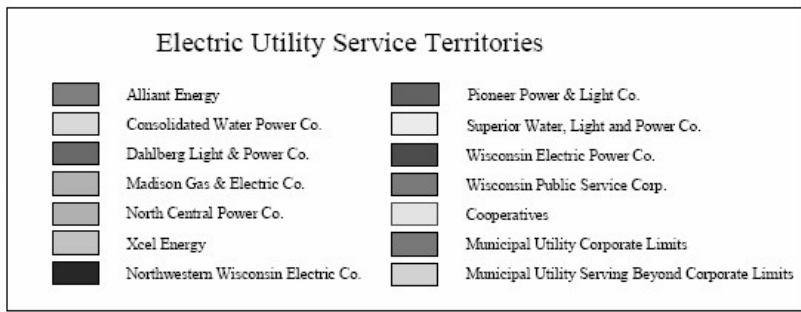 Electric Utility Service Territories
Alliant Energy
Consolidated Water Power Co.
Dahlberg Light & Power Co.
Madison Gas & Electric Co.
North Central Power Co.
Xcel Energy
Northwestern Wisconsin Electric Co.
Pioneer Power & Light Co.
Superior Water, Light and Power Co.
Wisconsin Electric Power Co.
Wisconsin Public Service Corp.
Cooperatives
Municipal Utility Corporate Limits
Municipal Utility Serving Beyond Corporate Limits